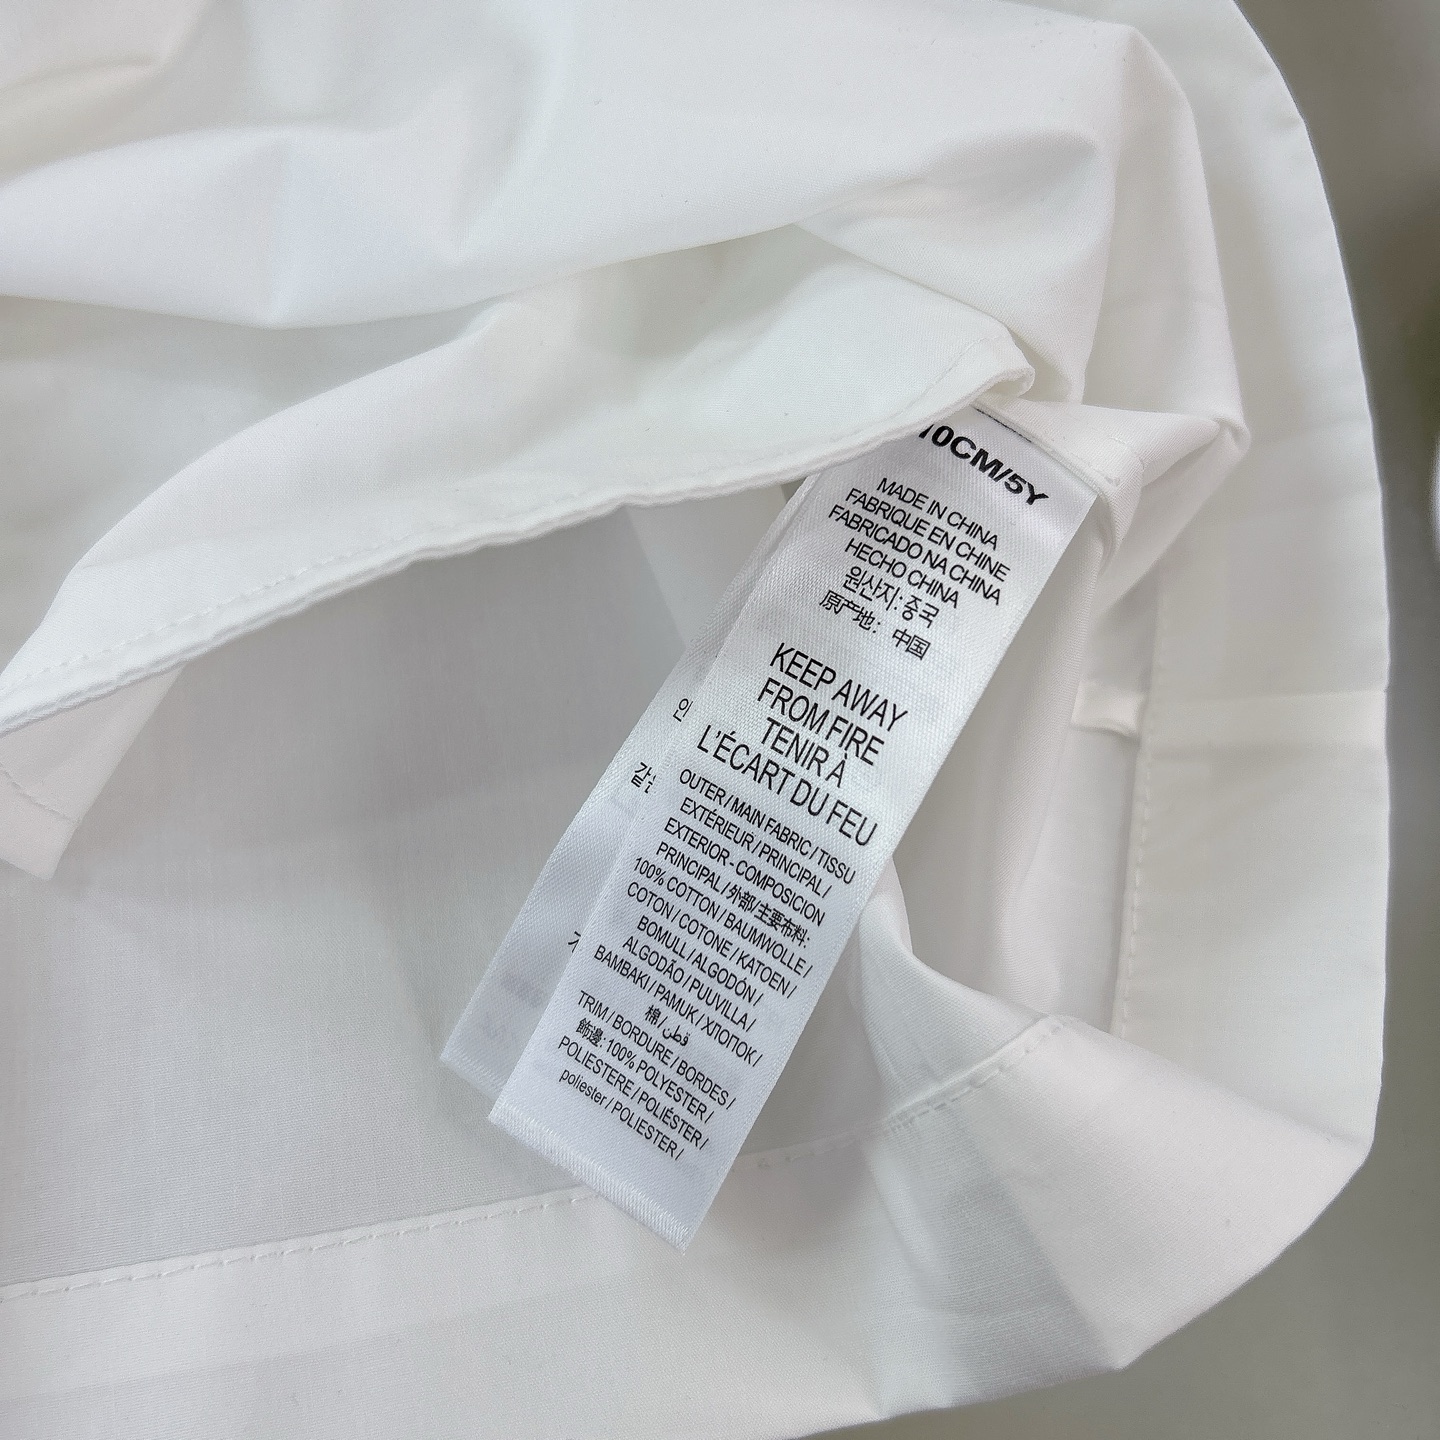 10CM/5Y
MADE IN CHINA
FABRIQUE EN CHINE
FABRICADO NA CHINA
HECHO CHINA
원산지: 중국
原产地: 中国
KEEP AWAY
FROM FIRE
TENIR À
L'ÉCART DU FEU
OUTER / MAIN FABRIC / TISSU
EXTÉRIEUR / PRINCIPAL /
EXTERIOR - COMPOSICION
PRINCIPAL / 外部/主要布料:
100% COTTON / BAUMWOLLE /
COTON / COTONE / KATOEN /
BOMULL / ALGODÓN /
ALGODÃO / PUUVILLA /
BAMBAKI / PAMUK / ХЛОПОК /
棉 / قطن
TRIM / BORDURE / BORDES /
飾邊: 100% POLYESTER /
POLIESTERE / POLIÉSTER /
poliester / POLIESTER /
인